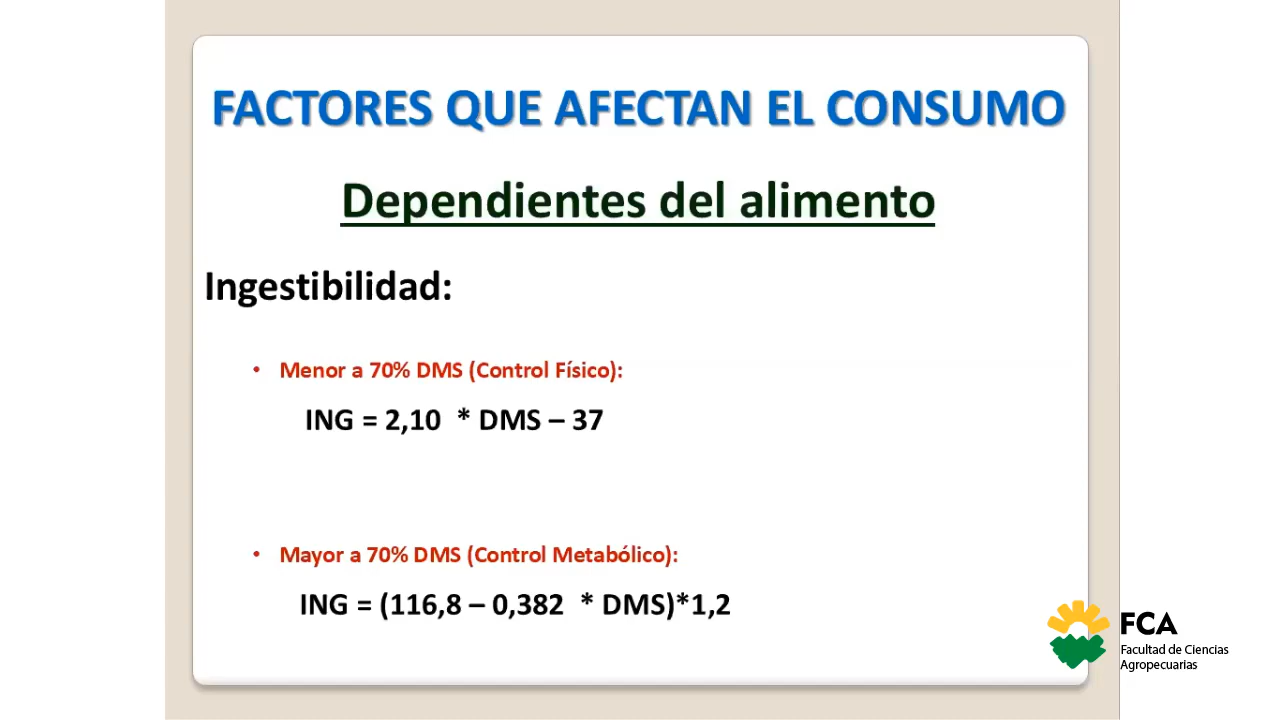 FACTORES QUE AFECTAN EL CONSUMO
Dependientes del alimento
Ingestibilidad:
• Menor a 70% DMS (Control Físico):
ING = 2,10 * DMS – 37
• Mayor a 70% DMS (Control Metabólico):
ING = (116,8 – 0,382 * DMS)*1,2
FCA
Facultad de Ciencias
Agropecuarias